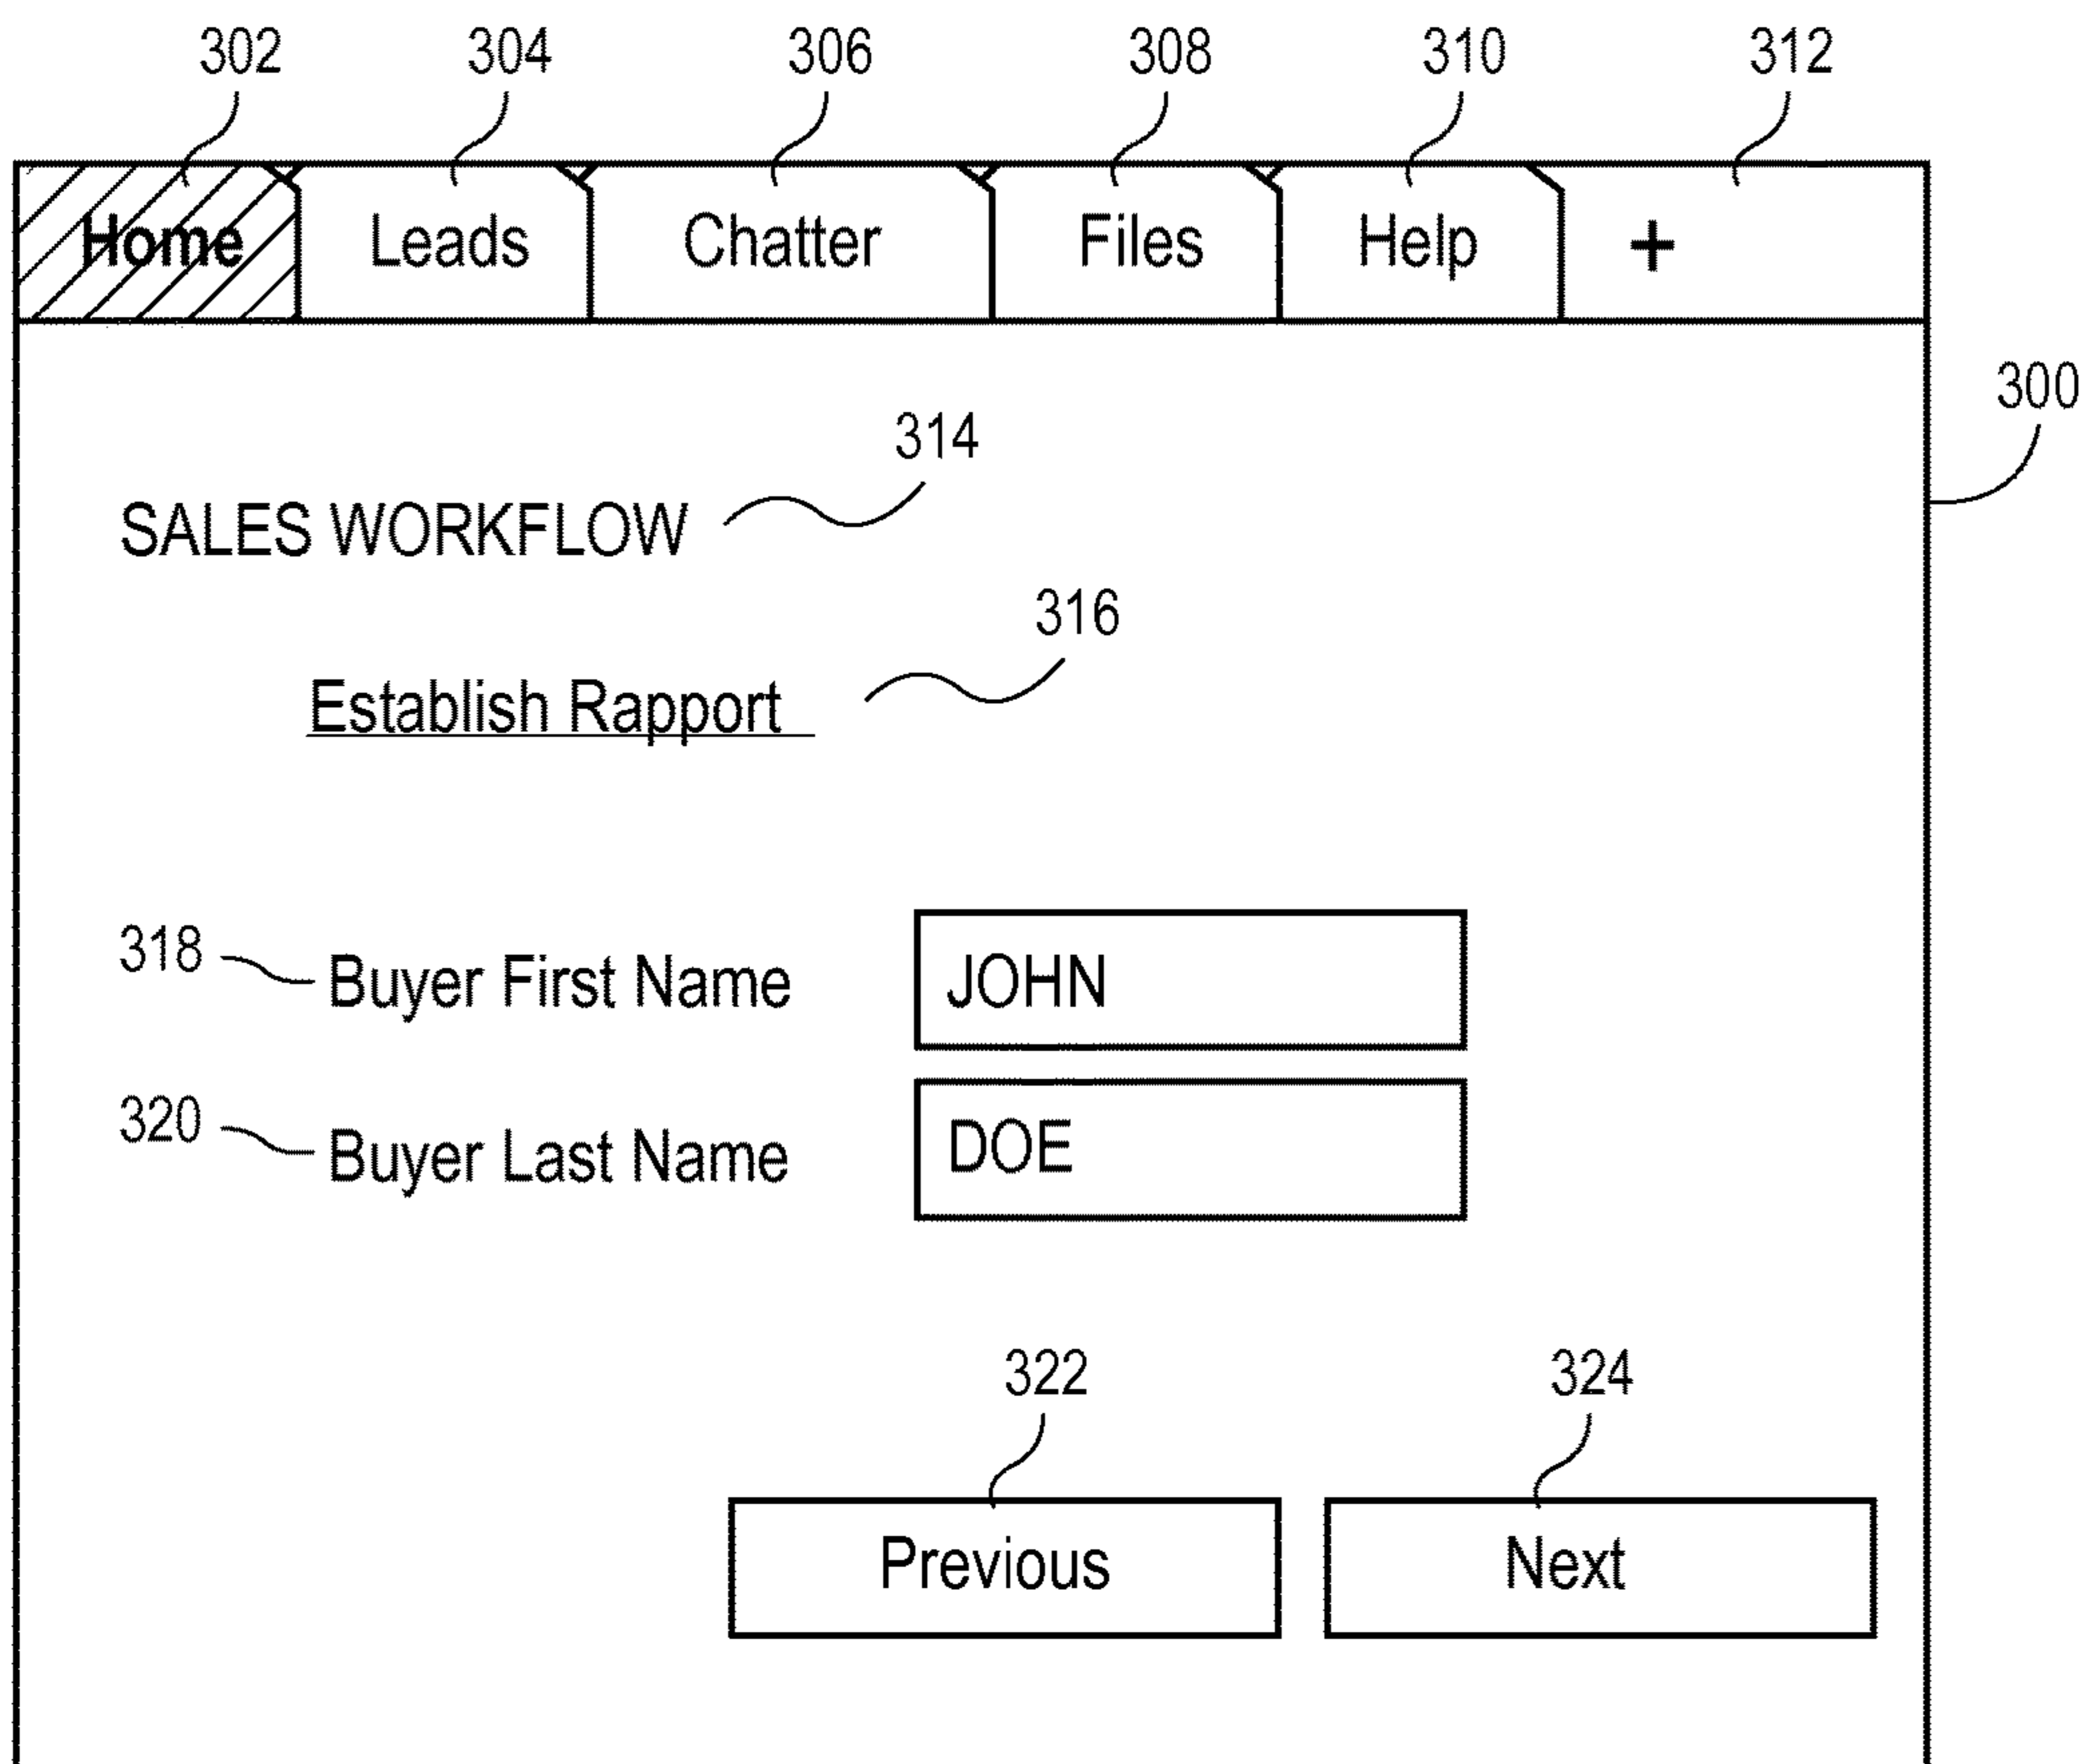 302 304 306 308 310 312
Home Leads Chatter Files Help +
300
314
SALES WORKFLOW
316
Establish Rapport
318 Buyer First Name JOHN
320 Buyer Last Name DOE
322 324
Previous Next